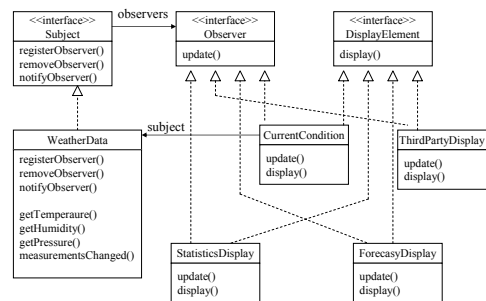 <<interface>>
Subject
registerObserver()
removeObserver()
notifyObserver()
observers
<<interface>>
Observer
update()
<<interface>>
DisplayElement
display()
WeatherData
registerObserver()
removeObserver()
notifyObserver()
getTemperaure()
getHumidity()
getPressure()
measurementsChanged()
subject
CurrentCondition
update()
display()
ThirdPartyDisplay
update()
display()
StatisticsDisplay
update()
display()
ForecasyDisplay
update()
display()